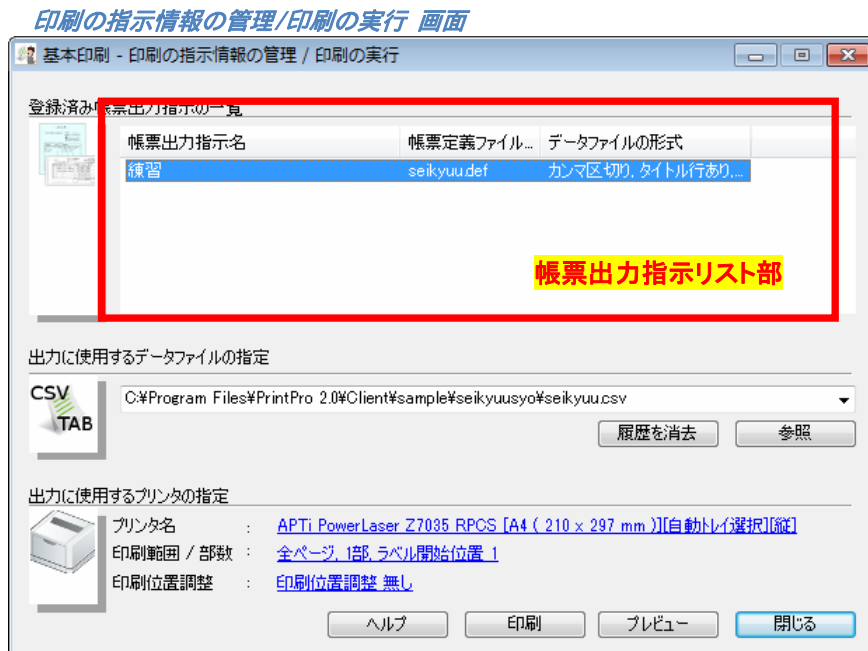 印刷の指示情報の管理/印刷の実行 画面
基本印刷 - 印刷の指示情報の管理 / 印刷の実行
登録済み帳票出力指示の一覧
帳票出力指示名 帳票定義ファイル... データファイルの形式
練習 seikyuu.def カンマ区切り, タイトル行あり,...
帳票出力指示リスト部
出力に使用するデータファイルの指定
CSV
TAB
C:¥Program Files¥PrintPro 2.0¥Client¥sample¥seikyuusyo¥seikyuu.csv
履歴を消去 参照
出力に使用するプリンタの指定
プリンタ名 : APTi PowerLaser Z7035 RPCS [A4 ( 210 x 297 mm )][自動トレイ選択][縦]
印刷範囲 / 部数 : 全ページ, 1部, ラベル開始位置 1
印刷位置調整 : 印刷位置調整 無し
ヘルプ 印刷 プレビュー 閉じる